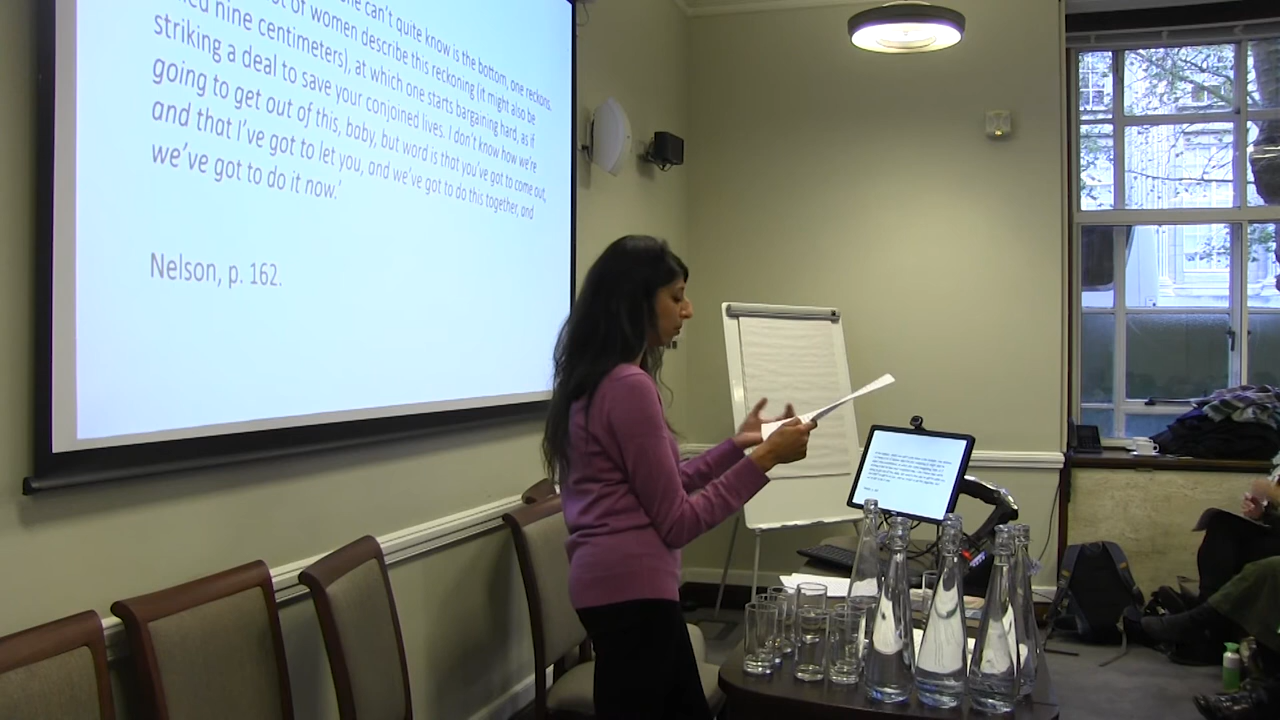 ne can't quite know is the bottom, one reckons.
ot of women describe this reckoning (it might also be
ed nine centimeters), at which one starts bargaining hard, as if
striking a deal to save your conjoined lives. I don't know how we're
going to get out of this, baby, but word is that you've got to come out,
and that I've got to let you, and we've got to do this together, and
we've got to do it now.'
Nelson, p. 162.